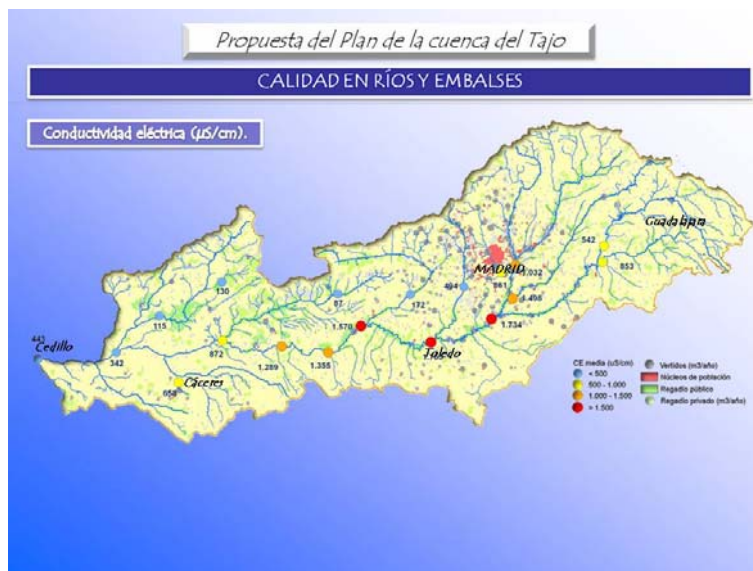 Propuesta del Plan de la cuenca del Tajo
CALIDAD EN RÍOS Y EMBALSES
Conductividad eléctrica (µS/cm).
Guadalajara
542
853
MADRID
1.032
861
1.498
494
1.734
130
87
172
115
1.570
443
Cedillo
342
872
1.289
1.355
Toledo
Cáceres
658
CE media (uS/cm)
< 500
500 - 1.000
1.000 - 1.500
> 1.500
Vertidos (m3/año)
Núcleos de población
Regadío público
Regadío privado (m3/año)